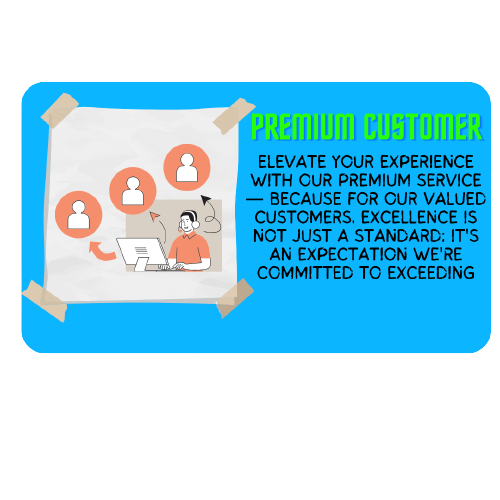 PREMIUM CUSTOMER
ELEVATE YOUR EXPERIENCE
WITH OUR PREMIUM SERVICE
— BECAUSE FOR OUR VALUED
CUSTOMERS, EXCELLENCE IS
NOT JUST A STANDARD; IT'S
AN EXPECTATION WE'RE
COMMITTED TO EXCEEDING